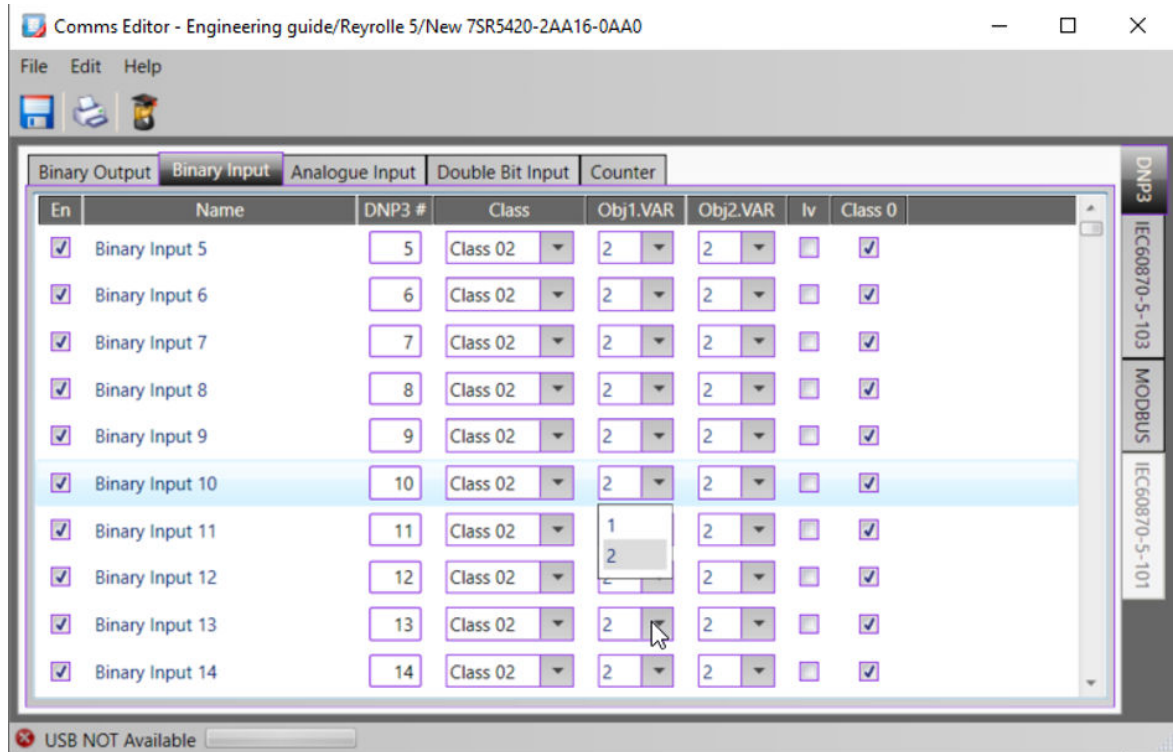 Comms Editor - Engineering guide/Reyrolle 5/New 7SR5420-2AA16-0AA0
File Edit Help
Binary Output Binary Input Analogue Input Double Bit Input Counter
En Name DNP3 # Class Obj1.VAR Obj2.VAR Iv Class 0
Binary Input 5 5 Class 02 2 2
Binary Input 6 6 Class 02 2 2
Binary Input 7 7 Class 02 2 2
Binary Input 8 8 Class 02 2 2
Binary Input 9 9 Class 02 2 2
Binary Input 10 10 Class 02 2 2
1
Binary Input 11 11 Class 02 2
2
Binary Input 12 12 Class 02 2
Binary Input 13 13 Class 02 2 2
Binary Input 14 14 Class 02 2 2
DNP3
IEC60870-5-103
MODBUS
IEC60870-5-101
USB NOT Available